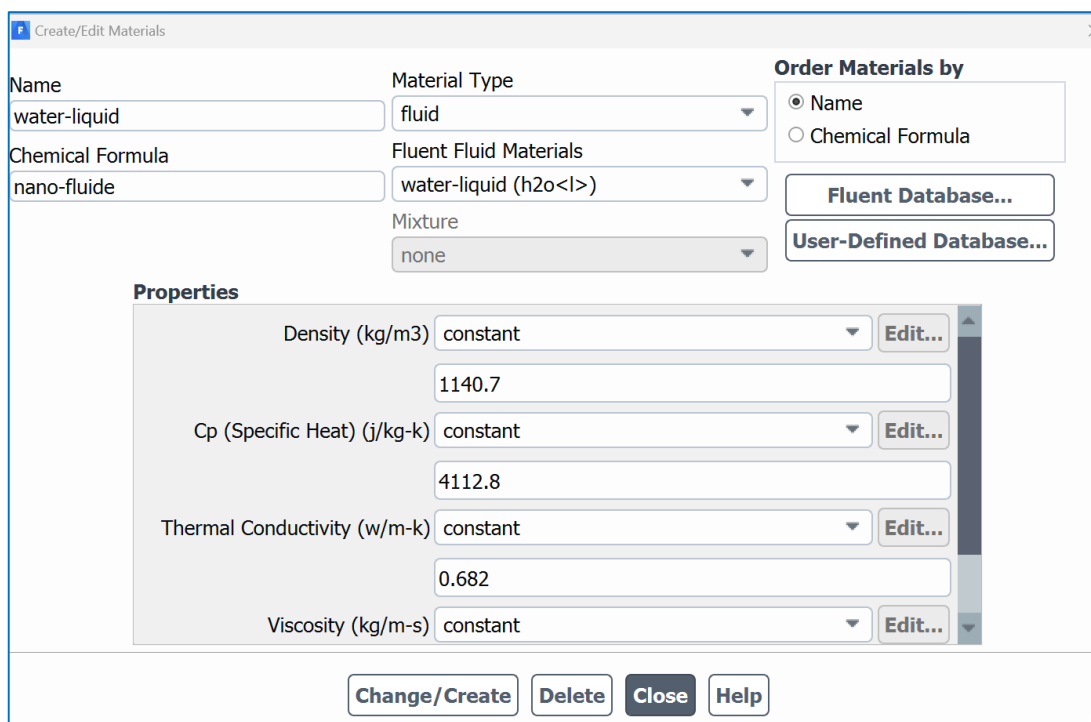 Create/Edit Materials
Name
water-liquid
Chemical Formula
nano-fluide
Material Type
fluid
Fluent Fluid Materials
water-liquid (h2o<l>)
Mixture
none
Order Materials by
Name
Chemical Formula
Fluent Database...
User-Defined Database...
Properties
Density (kg/m3) constant Edit...
1140.7
Cp (Specific Heat) (j/kg-k) constant Edit...
4112.8
Thermal Conductivity (w/m-k) constant Edit...
0.682
Viscosity (kg/m-s) constant Edit...
Change/Create Delete Close Help